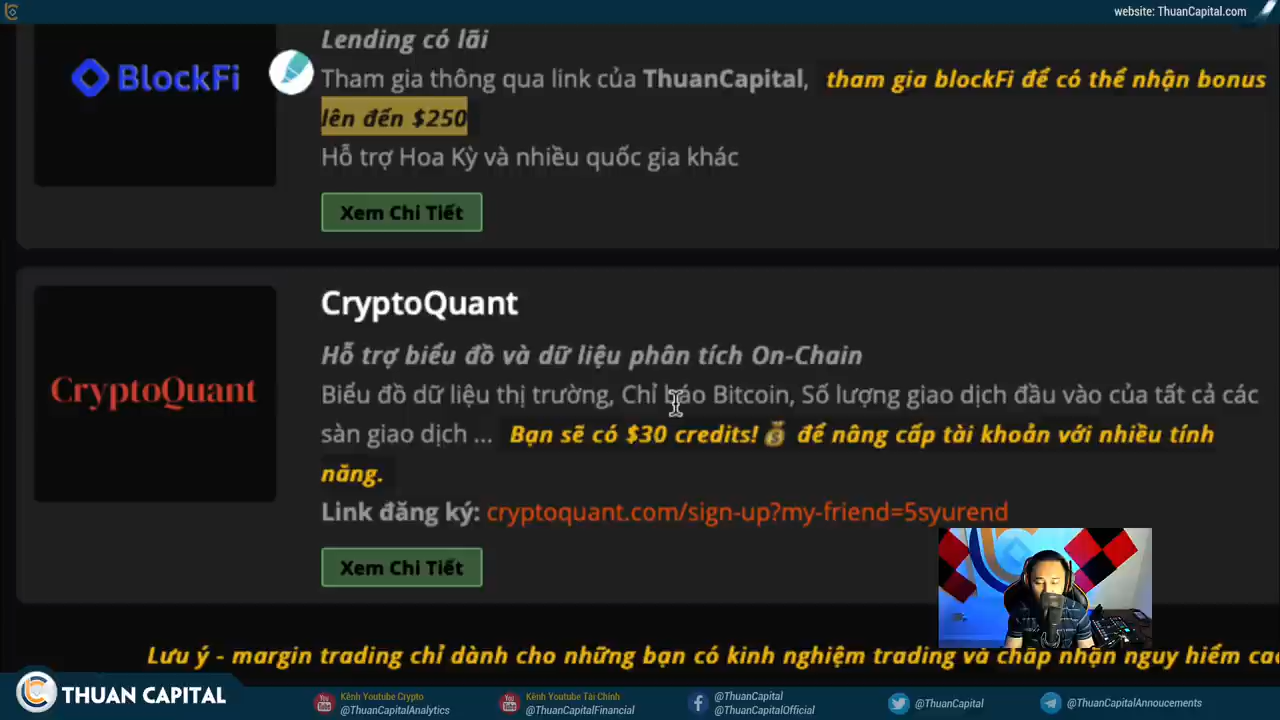 website: ThuanCapital.com
Lending có lãi
BlockFi
Tham gia thông qua link của ThuanCapital, tham gia blockFi để có thể nhận bonus
lên đến $250
Hỗ trợ Hoa Kỳ và nhiều quốc gia khác
Xem Chi Tiết
CryptoQuant
CryptoQuant
Hỗ trợ biểu đồ và dữ liệu phân tích On-Chain
Biểu đồ dữ liệu thị trường, Chỉ báo Bitcoin, Số lượng giao dịch đầu vào của tất cả các
sàn giao dịch ... Bạn sẽ có $30 credits! 💰 để nâng cấp tài khoản với nhiều tính
năng.
Link đăng ký: cryptoquant.com/sign-up?my-friend=5syurend
Xem Chi Tiết
Lưu ý - margin trading chỉ dành cho những bạn có kinh nghiệm trading và chấp nhận nguy hiểm
THUAN CAPITAL
Kênh Youtube Crypto
@ThuanCapitalAnalytics
Kênh Youtube Tài Chính
@ThuanCapitalFinancial
@ThuanCapital
@ThuanCapitalOfficial
@ThuanCapital
@ThuanCapitalAnnoucements